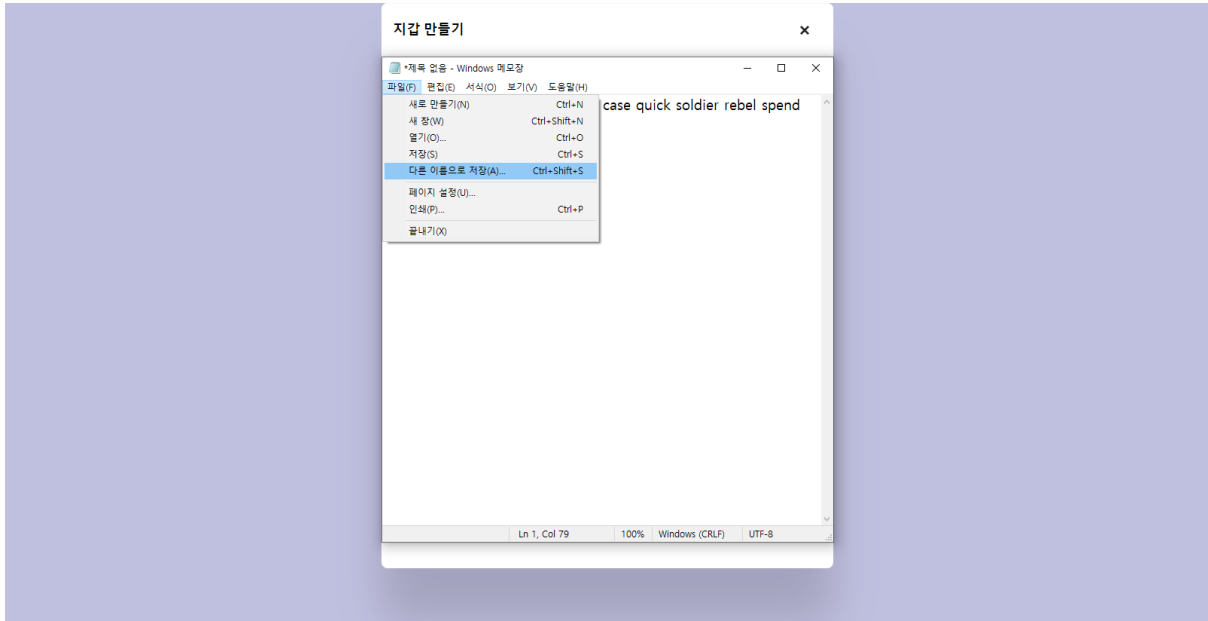 지갑 만들기 ×
*제목 없음 - Windows 메모장
파일(F) 편집(E) 서식(O) 보기(V) 도움말(H)
case quick soldier rebel spend
새로 만들기(N) Ctrl+N
새 창(W) Ctrl+Shift+N
열기(O)... Ctrl+O
저장(S) Ctrl+S
다른 이름으로 저장(A)... Ctrl+Shift+S
페이지 설정(U)...
인쇄(P)... Ctrl+P
끝내기(X)
Ln 1, Col 79 100% Windows (CRLF) UTF-8